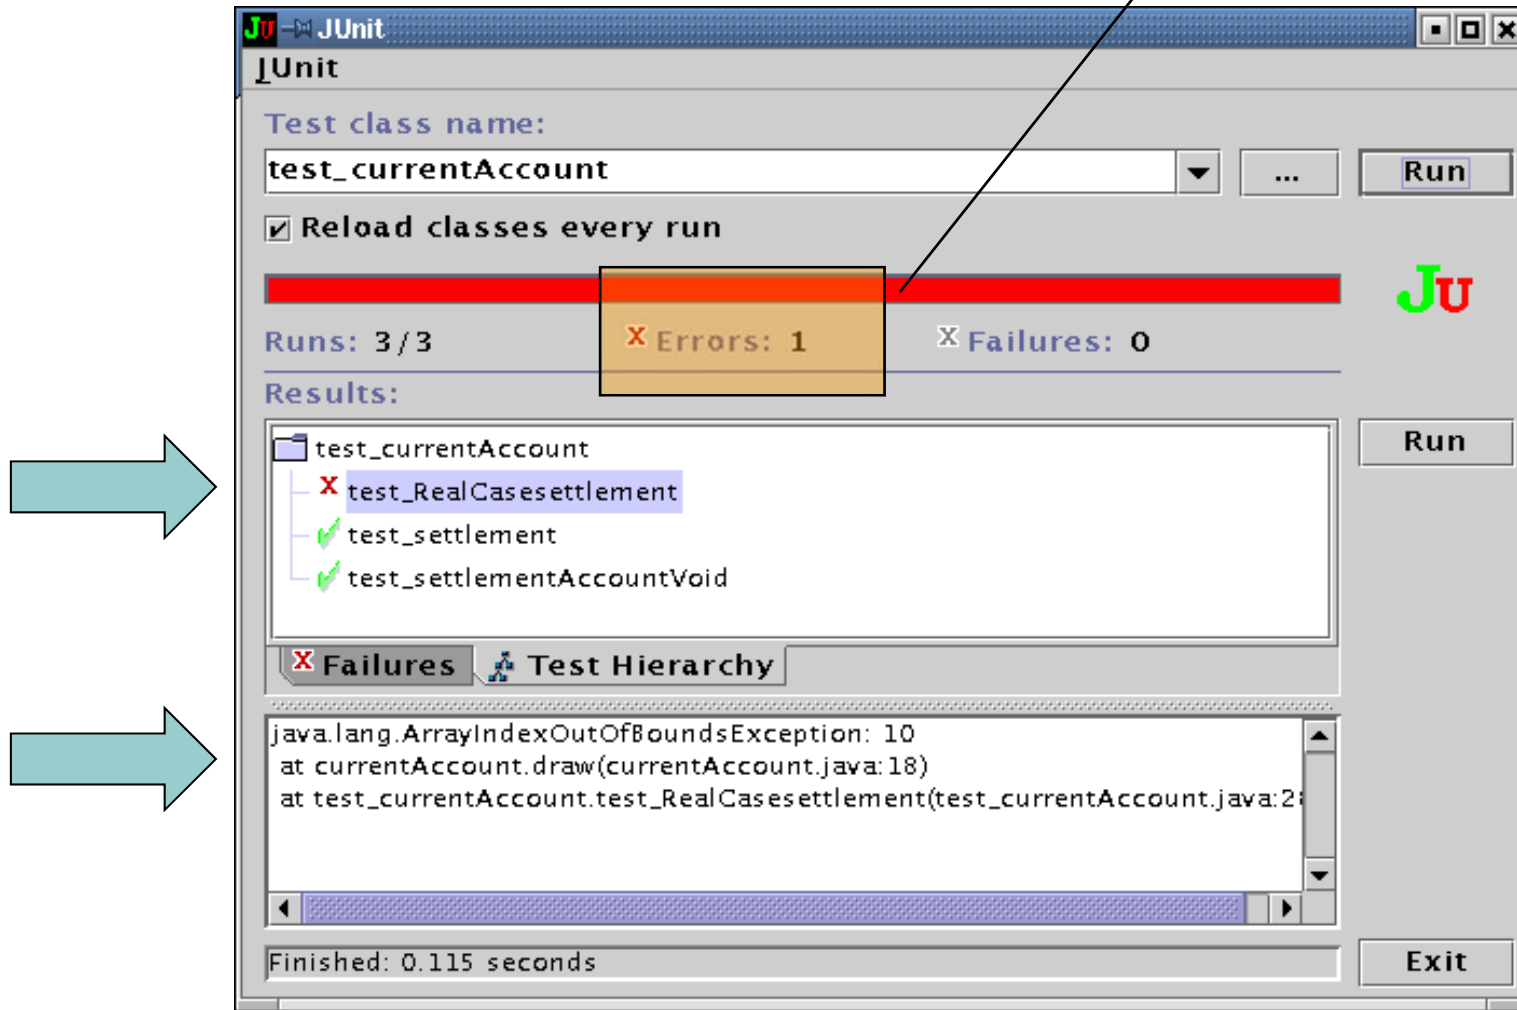 JU JUnit
JUnit
Test class name:
test_currentAccount ... Run
Reload classes every run
JU
Runs: 3/3 X Errors: 1 X Failures: 0
Results:
test_currentAccount Run
X test_RealCasesettlement
test_settlement
test_settlementAccountVoid
X Failures Test Hierarchy
java.lang.ArrayIndexOutOfBoundsException: 10
at currentAccount.draw(currentAccount.java:18)
at test_currentAccount.test_RealCasesettlement(test_currentAccount.java:2
Finished: 0.115 seconds Exit